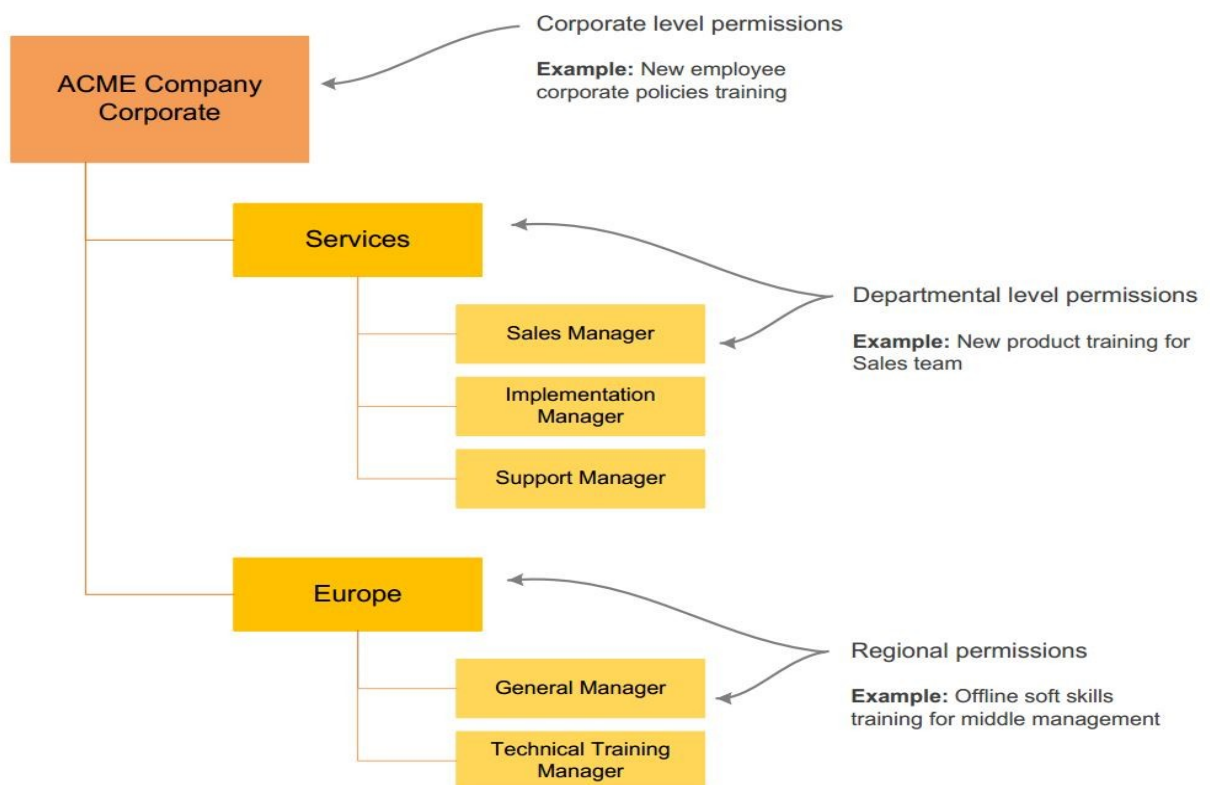 Corporate level permissions
ACME Company
Corporate
Example: New employee
corporate policies training
Services
Departmental level permissions
Sales Manager
Example: New product training for
Sales team
Implementation
Manager
Support Manager
Europe
Regional permissions
General Manager
Example: Offline soft skills
training for middle management
Technical Training
Manager